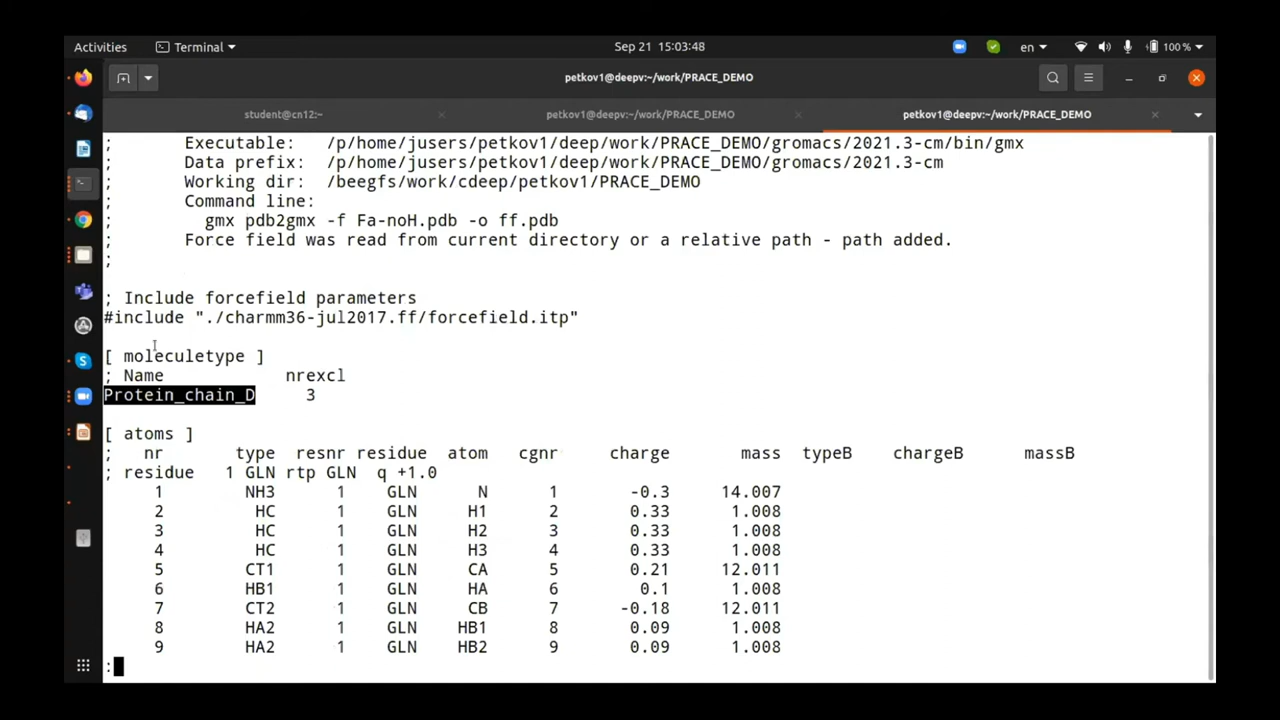 Activities Terminal Sep 21 15:03:48 en 100 %
petkov1@deepv:~/work/PRACE_DEMO
student@cn12:~ petkov1@deepv:~/work/PRACE_DEMO petkov1@deepv:~/work/PRACE_DEMO
; Executable: /p/home/jusers/petkov1/deep/work/PRACE_DEMO/gromacs/2021.3-cm/bin/gmx
; Data prefix: /p/home/jusers/petkov1/deep/work/PRACE_DEMO/gromacs/2021.3-cm
; Working dir: /beegfs/work/cdeep/petkov1/PRACE_DEMO
; Command line:
; gmx pdb2gmx -f Fa-noH.pdb -o ff.pdb
; Force field was read from current directory or a relative path - path added.
;
; Include forcefield parameters
#include "./charmm36-jul2017.ff/forcefield.itp"
[ moleculetype ]
; Name nrexcl
Protein_chain_D 3
[ atoms ]
; nr type resnr residue atom cgnr charge mass typeB chargeB massB
; residue 1 GLN rtp GLN q +1.0
1 NH3 1 GLN N 1 -0.3 14.007
2 HC 1 GLN H1 2 0.33 1.008
3 HC 1 GLN H2 3 0.33 1.008
4 HC 1 GLN H3 4 0.33 1.008
5 CT1 1 GLN CA 5 0.21 12.011
6 HB1 1 GLN HA 6 0.1 1.008
7 CT2 1 GLN CB 7 -0.18 12.011
8 HA2 1 GLN HB1 8 0.09 1.008
9 HA2 1 GLN HB2 9 0.09 1.008
: